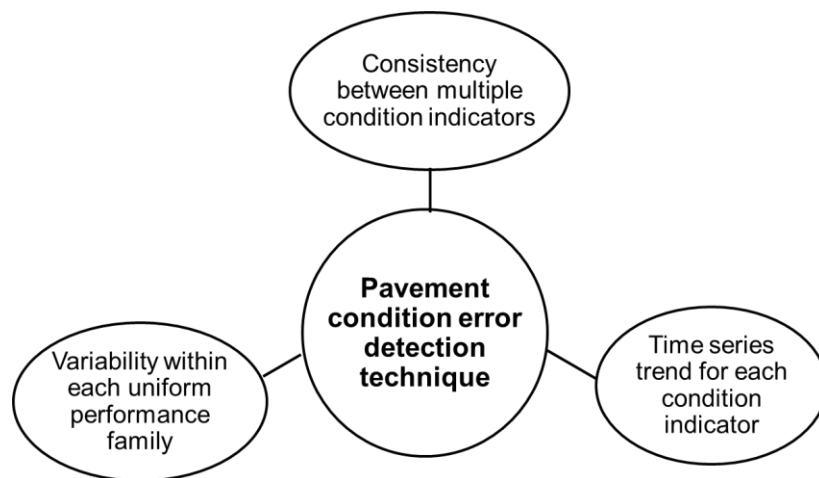 Consistency
between multiple
condition indicators
Pavement
condition error
detection
technique
Variability within
each uniform
performance
family
Time series
trend for each
condition
indicator